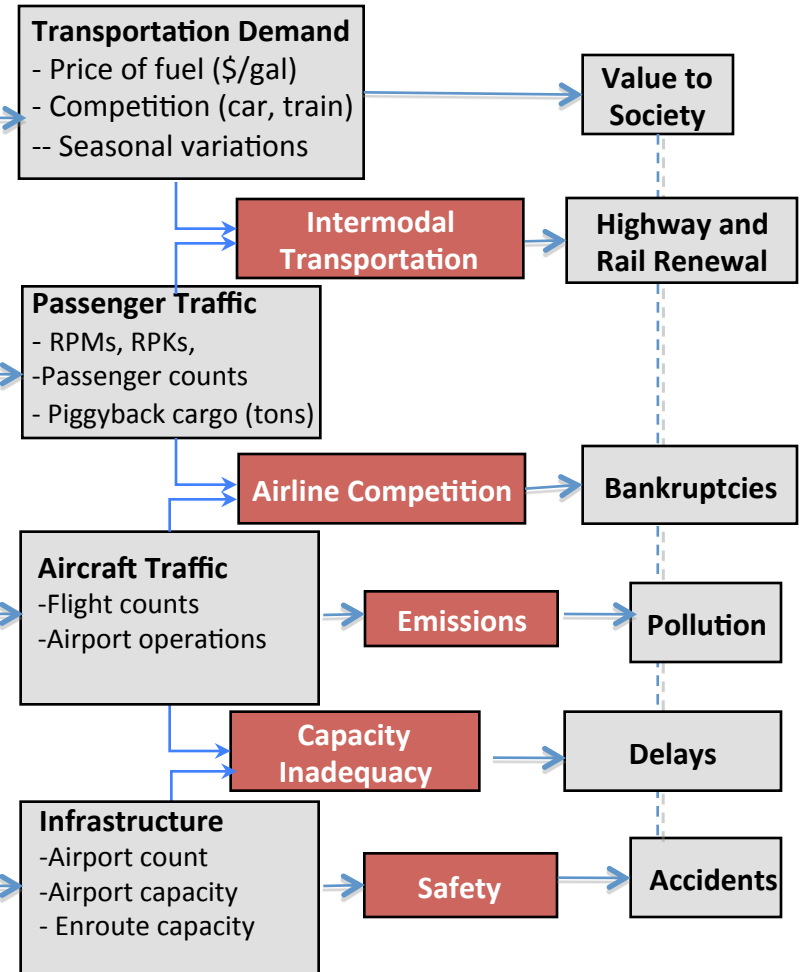 Transportation Demand
- Price of fuel ($/gal)
- Competition (car, train)
-- Seasonal variations
Value to
Society
Intermodal
Transportation
Highway and
Rail Renewal
Passenger Traffic
- RPMs, RPKs,
-Passenger counts
- Piggyback cargo (tons)
Airline Competition
Bankruptcies
Aircraft Traffic
-Flight counts
-Airport operations
Emissions
Pollution
Capacity
Inadequacy
Delays
Infrastructure
-Airport count
-Airport capacity
- Enroute capacity
Safety
Accidents